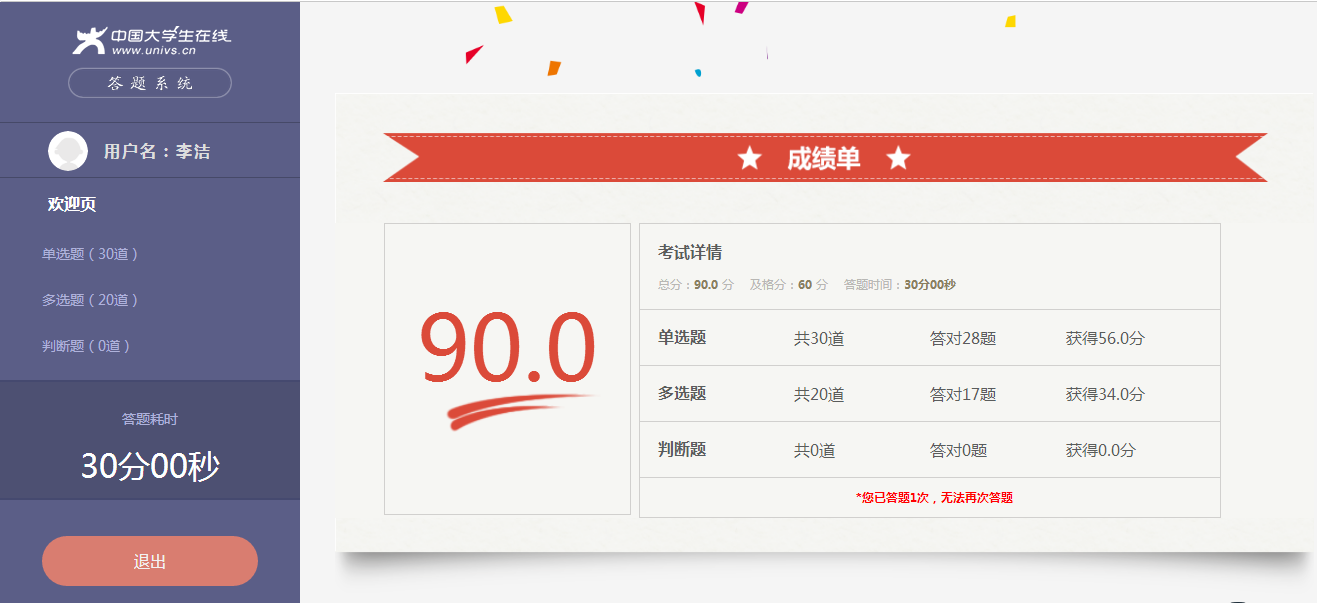 中国大学生在线
www.univs.cn
答题系统
用户名：李洁
欢迎页
单选题（30道）
多选题（20道）
判断题（0道）
答题耗时
30分00秒
退出
成绩单
90.0
考试详情
总分：90.0 分 及格分：60 分 答题时间：30分00秒
单选题 共30道 答对28题 获得56.0分
多选题 共20道 答对17题 获得34.0分
判断题 共0道 答对0题 获得0.0分
*您已答题1次，无法再次答题